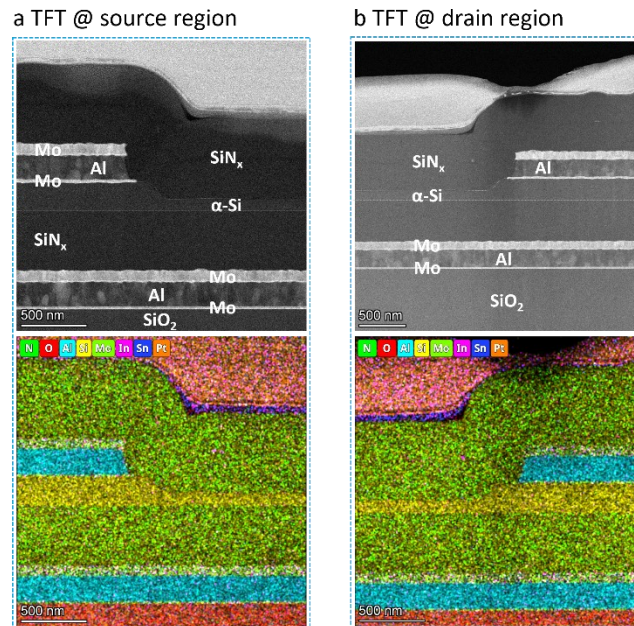 a TFT @ source region
b TFT @ drain region
Mo
Al
Mo
SiNx
α-Si
SiNx
Mo
Al
Mo
SiO2
500 nm
SiNx
Al
α-Si
Mo
Mo
Al
SiO2
500 nm
N O Al Si Mo In Sn Pt
500 nm
N O Al Si Mo In Sn Pt
500 nm